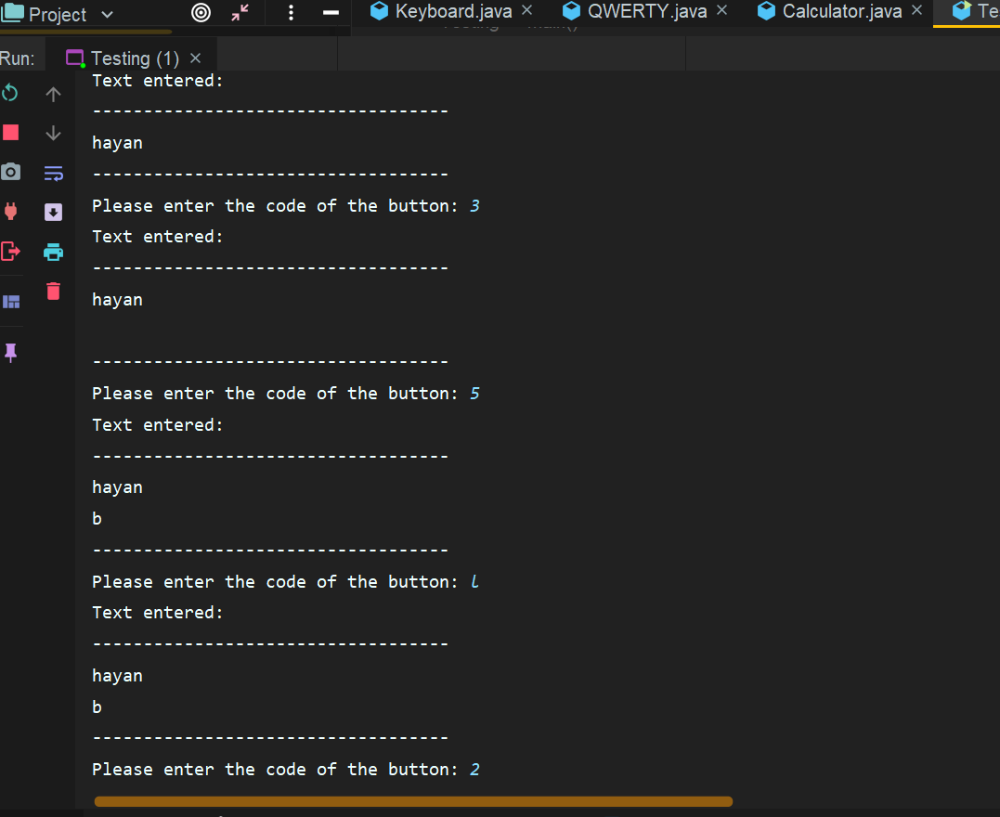 Project Keyboard.java QWERTY.java Calculator.java Te
Run: Testing (1)
Text entered:
-----------------------------------
hayan
-----------------------------------
Please enter the code of the button: 3
Text entered:
-----------------------------------
hayan
-----------------------------------
Please enter the code of the button: 5
Text entered:
-----------------------------------
hayan
b
-----------------------------------
Please enter the code of the button: l
Text entered:
-----------------------------------
hayan
b
-----------------------------------
Please enter the code of the button: 2